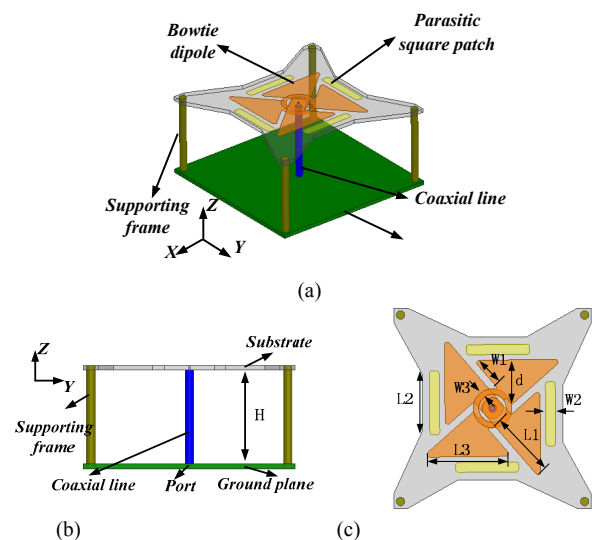 Bowtie
dipole
Parasitic
square patch
Supporting
frame
Coaxial line
Z
X
Y
(a)
Z
Y
Substrate
Supporting
frame
H
Coaxial line
Port
Ground plane
(b)
W1
d
W3
L2
W2
L1
L3
(c)